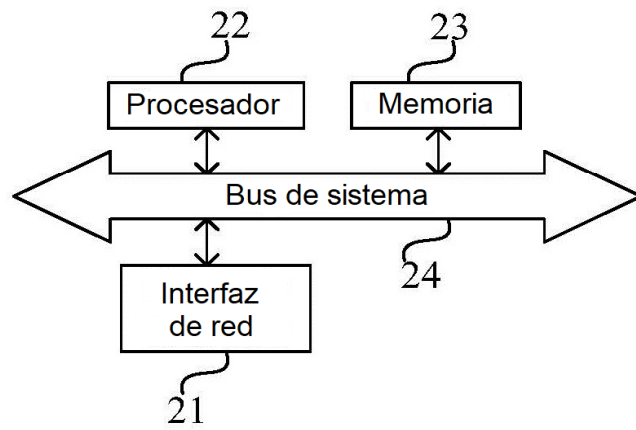 22
23
Procesador
Memoria
Bus de sistema
24
Interfaz
de red
21